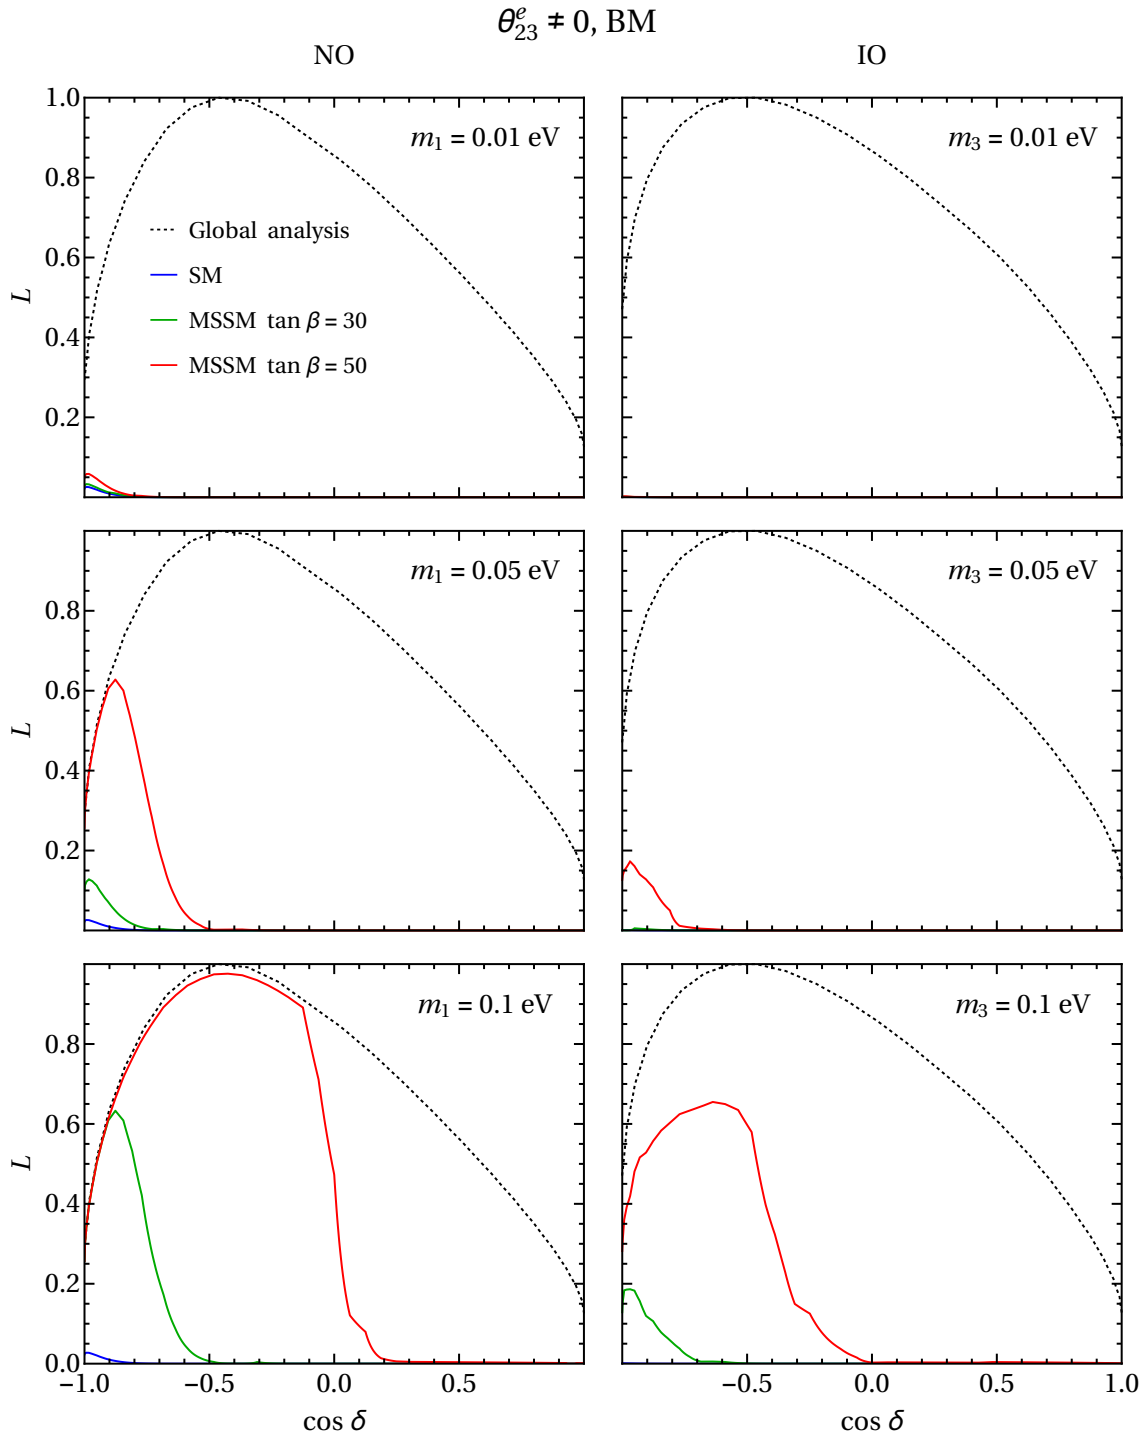 θ₂₃ᵉ ≠ 0, BM
NO
IO
1.0
0.8
0.6
0.4
0.2
L
m₁ = 0.01 eV
Global analysis
SM
MSSM tan β = 30
MSSM tan β = 50
m₃ = 0.01 eV
0.8
0.6
0.4
0.2
L
m₁ = 0.05 eV
m₃ = 0.05 eV
0.8
0.6
0.4
0.2
0.0
L
m₁ = 0.1 eV
m₃ = 0.1 eV
−1.0 −0.5 0.0 0.5
−0.5 0.0 0.5 1.0
cos δ
cos δ